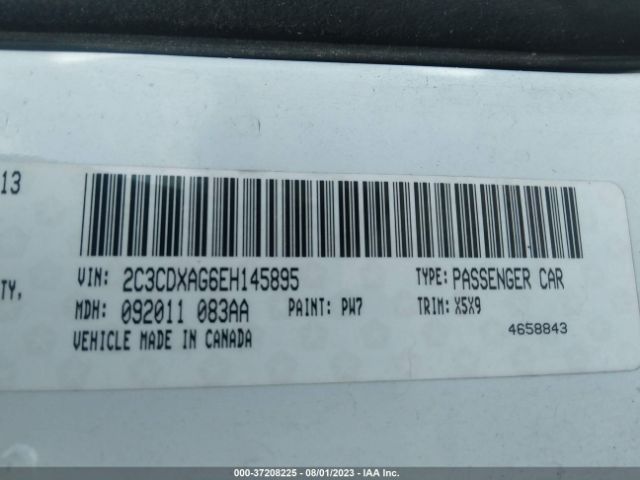 13
VIN: 2C3CDXAG6EH145895 TYPE: PASSENGER CAR
TY,
MDH: 092011 083AA PAINT: PW7 TRIM: X5X9
VEHICLE MADE IN CANADA 4658843
000-37208225 - 08/01/2023 - IAA Inc.